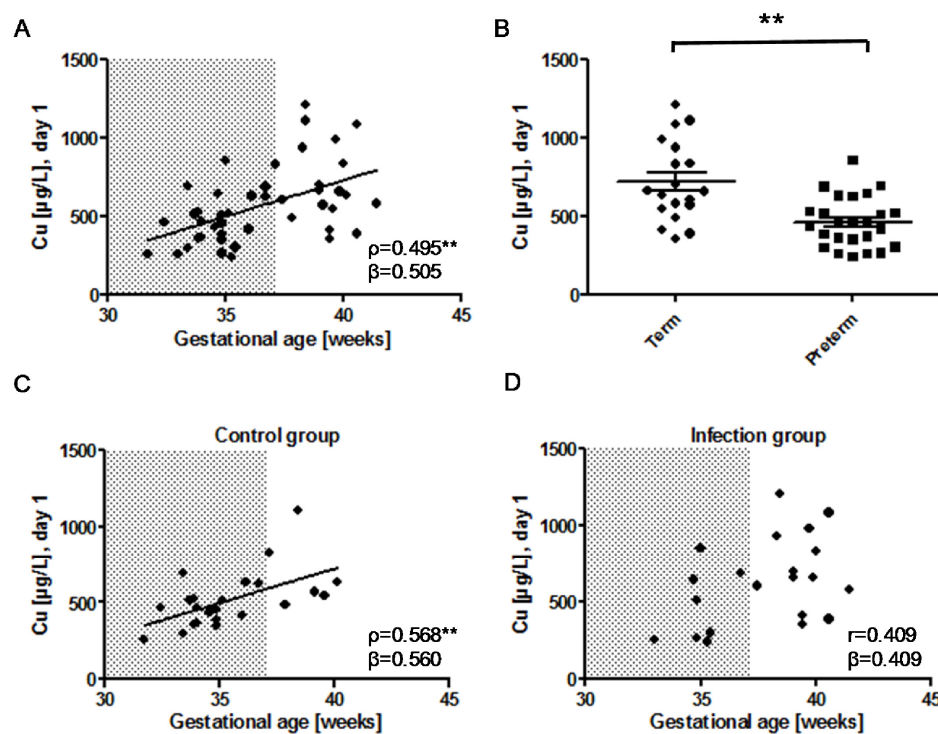 A
Cu [µg/L], day 1
1500
1000
500
0
30 35 40 45
Gestational age [weeks]
ρ=0.495**
β=0.505
B
**
Cu [µg/L], day 1
1500
1000
500
0
Term
Preterm
C
Control group
Cu [µg/L], day 1
1500
1000
500
0
30 35 40 45
Gestational age [weeks]
ρ=0.568**
β=0.560
D
Infection group
Cu [µg/L], day 1
1500
1000
500
0
30 35 40 45
Gestational age [weeks]
r=0.409
β=0.409